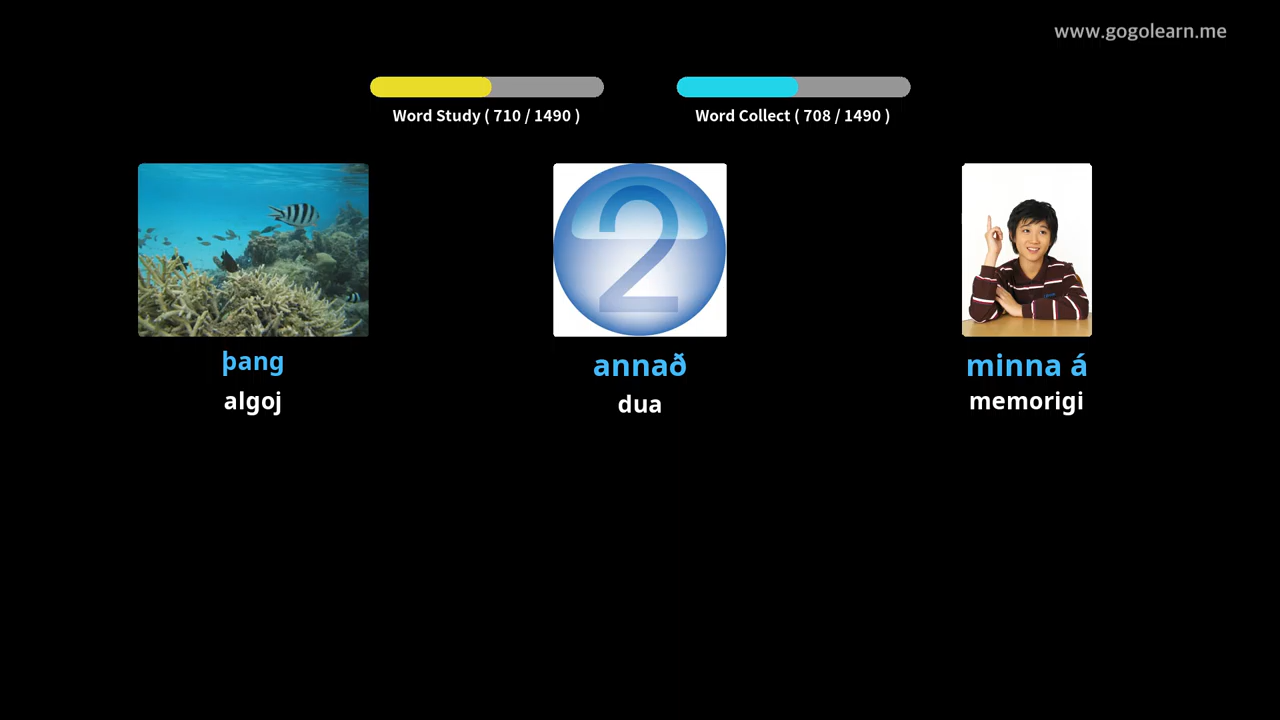 www.gogolearn.me
Word Study ( 710 / 1490 )
Word Collect ( 708 / 1490 )
2
þang
annað
minna á
algoj
dua
memorigi